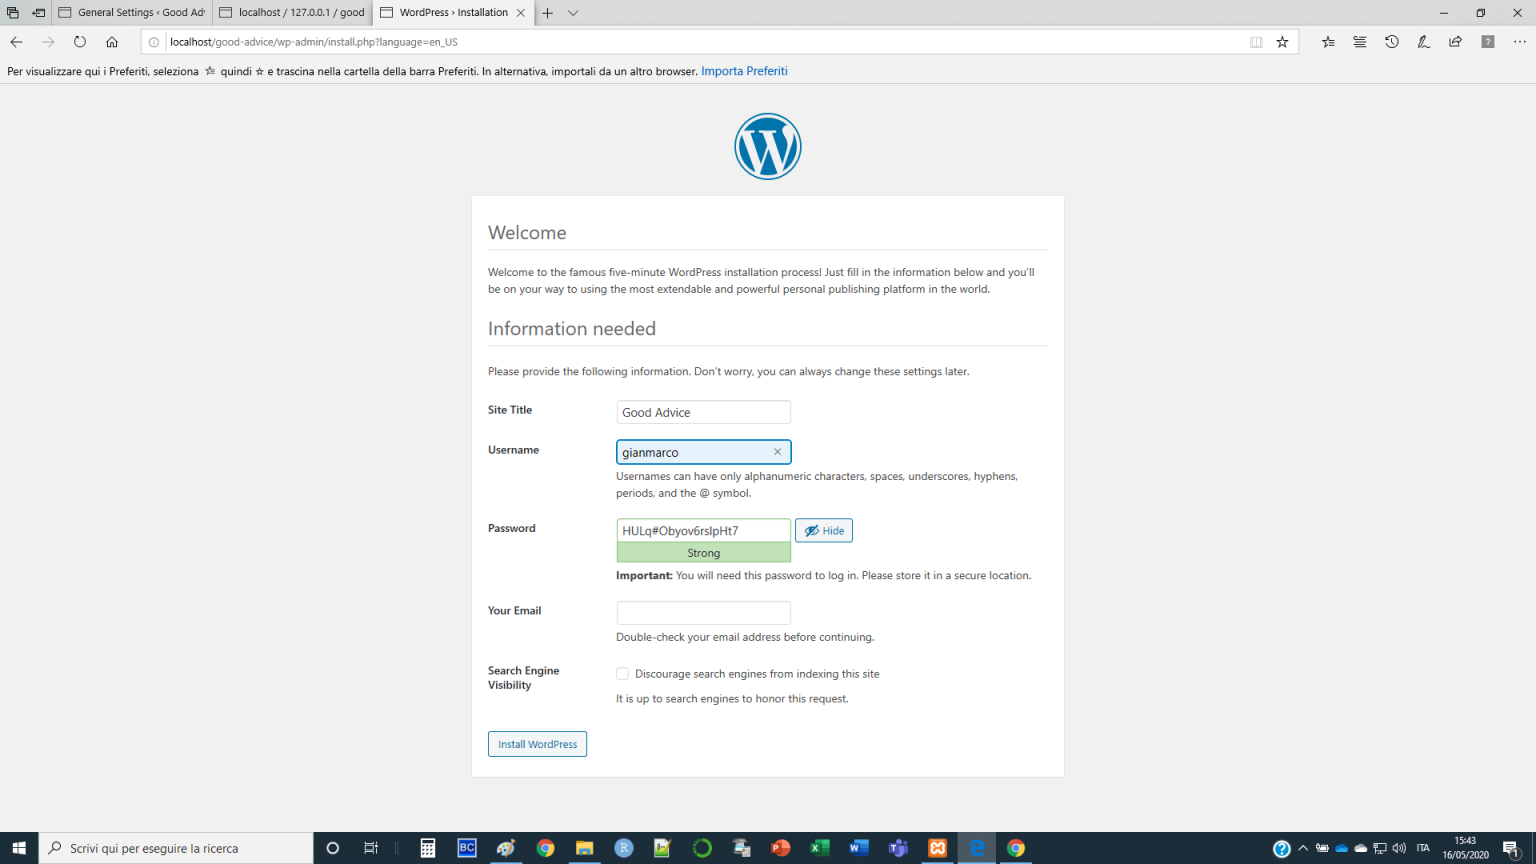 General Settings ‹ Good Adv
localhost / 127.0.0.1 / good
WordPress › Installation
localhost/good-advice/wp-admin/install.php?language=en_US
Per visualizzare qui i Preferiti, seleziona quindi ☆ e trascina nella cartella della barra Preferiti. In alternativa, importali da un altro browser. Importa Preferiti
Welcome
Welcome to the famous five-minute WordPress installation process! Just fill in the information below and you'll
be on your way to using the most extendable and powerful personal publishing platform in the world.
Information needed
Please provide the following information. Don't worry, you can always change these settings later.
Site Title
Good Advice
Username
gianmarco
Usernames can have only alphanumeric characters, spaces, underscores, hyphens,
periods, and the @ symbol.
Password
HULq#Obyov6rsIpHt7
Hide
Strong
Important: You will need this password to log in. Please store it in a secure location.
Your Email
Double-check your email address before continuing.
Search Engine
Visibility
Discourage search engines from indexing this site
It is up to search engines to honor this request.
Install WordPress
Scrivi qui per eseguire la ricerca
BC
ITA
15:43
16/05/2020
1